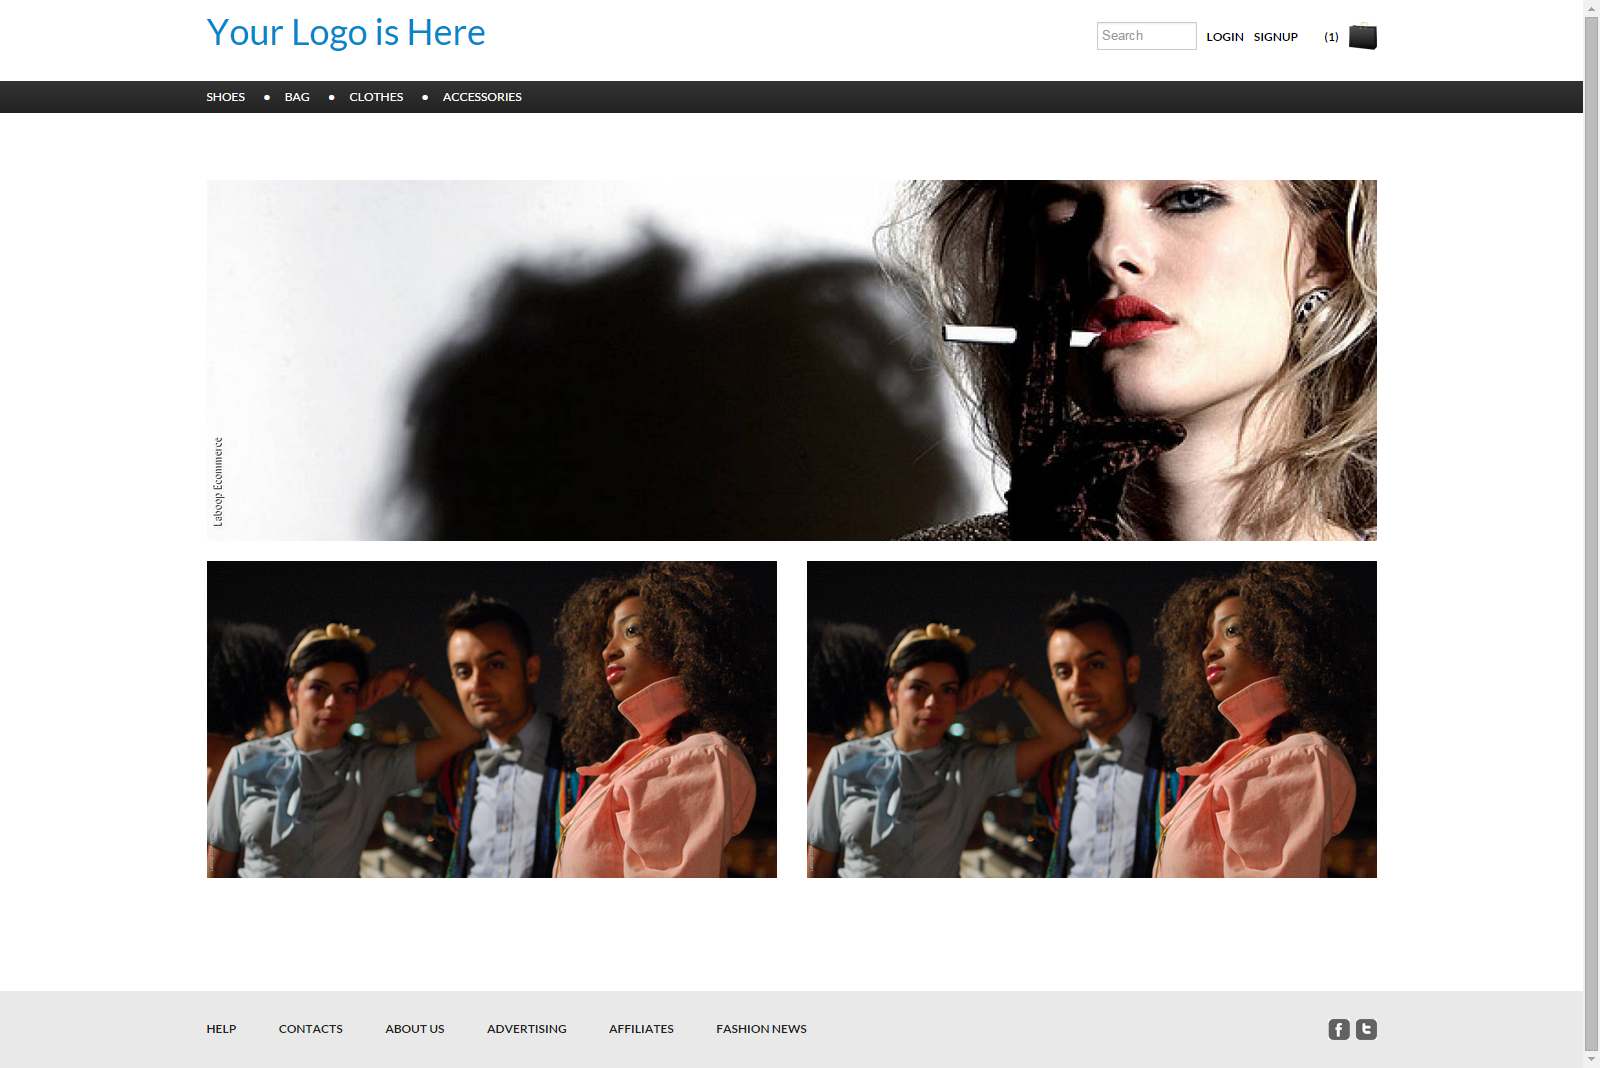 Your Logo is Here
Search
LOGIN
SIGNUP
(1)
SHOES
BAG
CLOTHES
ACCESSORIES
Laboop Ecommerce
HELP
CONTACTS
ABOUT US
ADVERTISING
AFFILIATES
FASHION NEWS